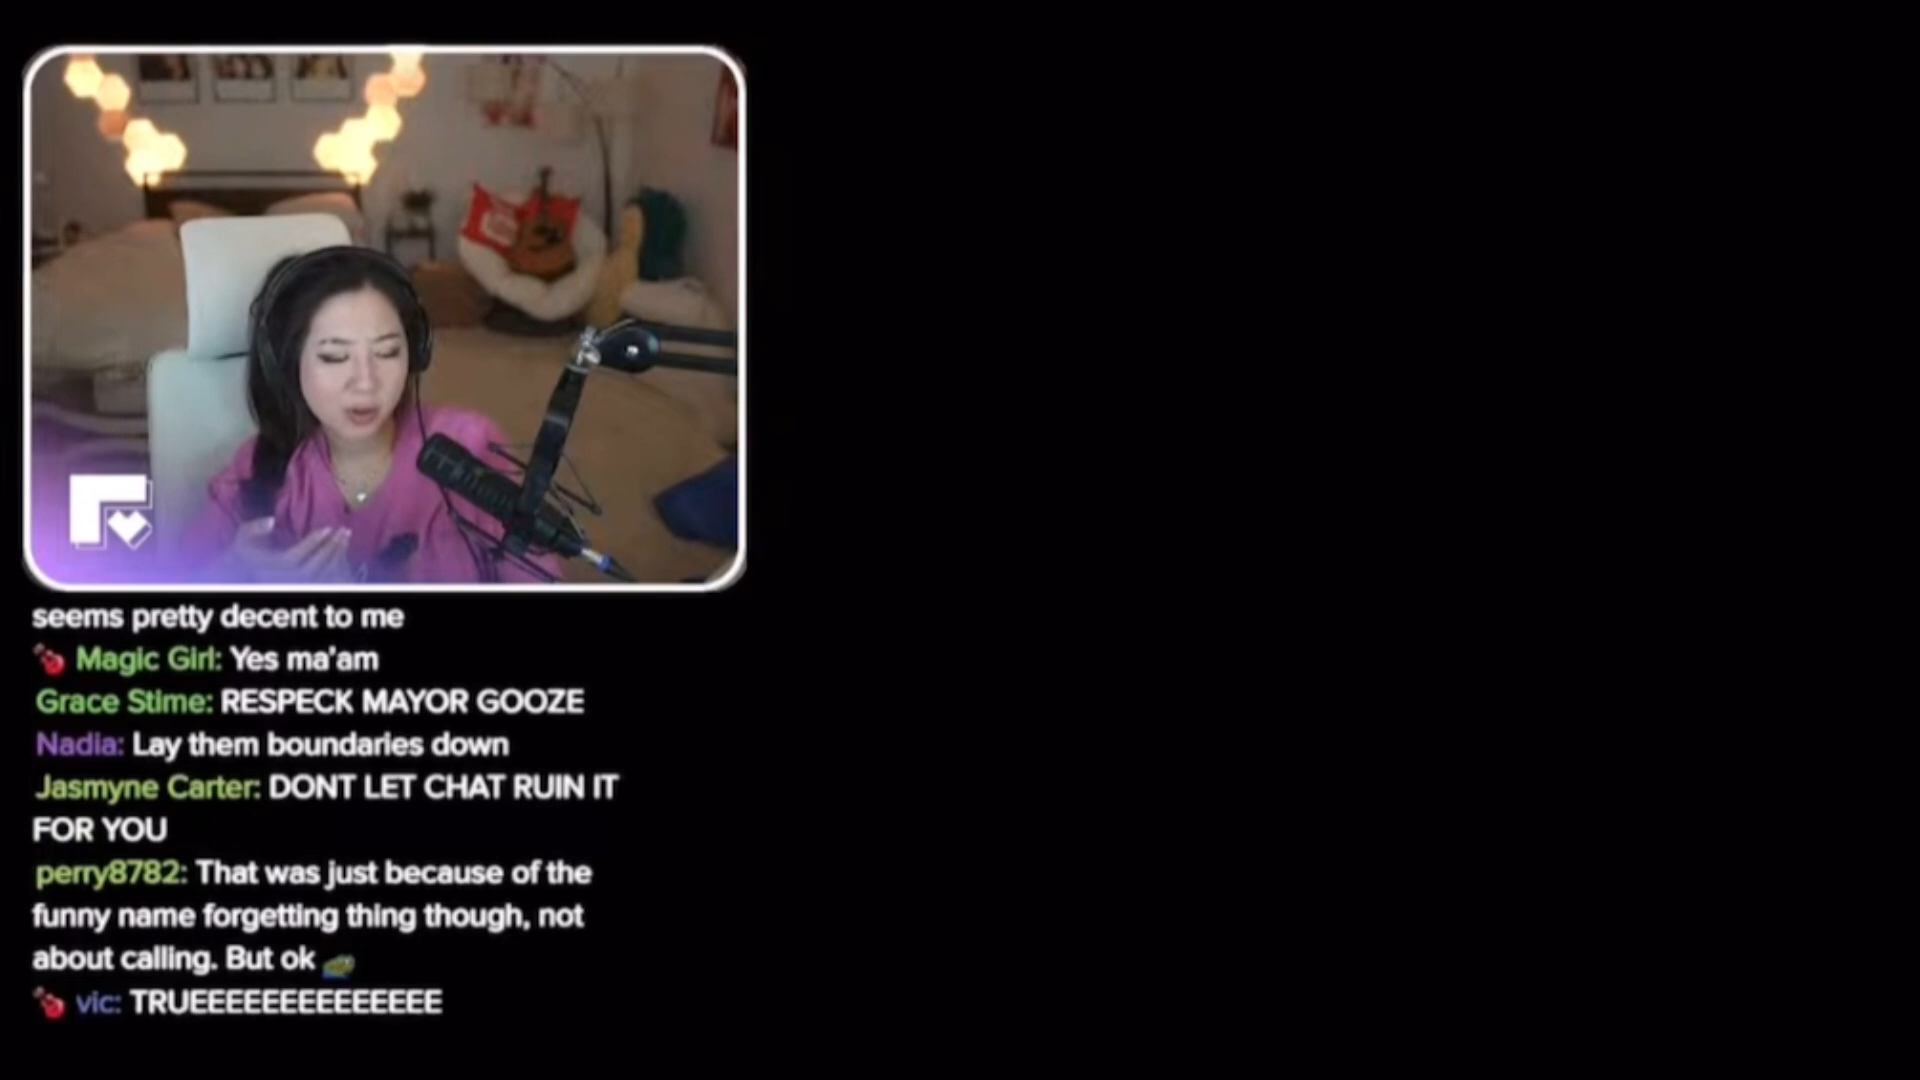 seems pretty decent to me
Magic Girl: Yes ma'am
Grace Stime: RESPECK MAYOR GOOZE
Nadia: Lay them boundaries down
Jasmyne Carter: DONT LET CHAT RUIN IT
FOR YOU
perry8782: That was just because of the
funny name forgetting thing though, not
about calling. But ok
vic: TRUEEEEEEEEEEEEEE